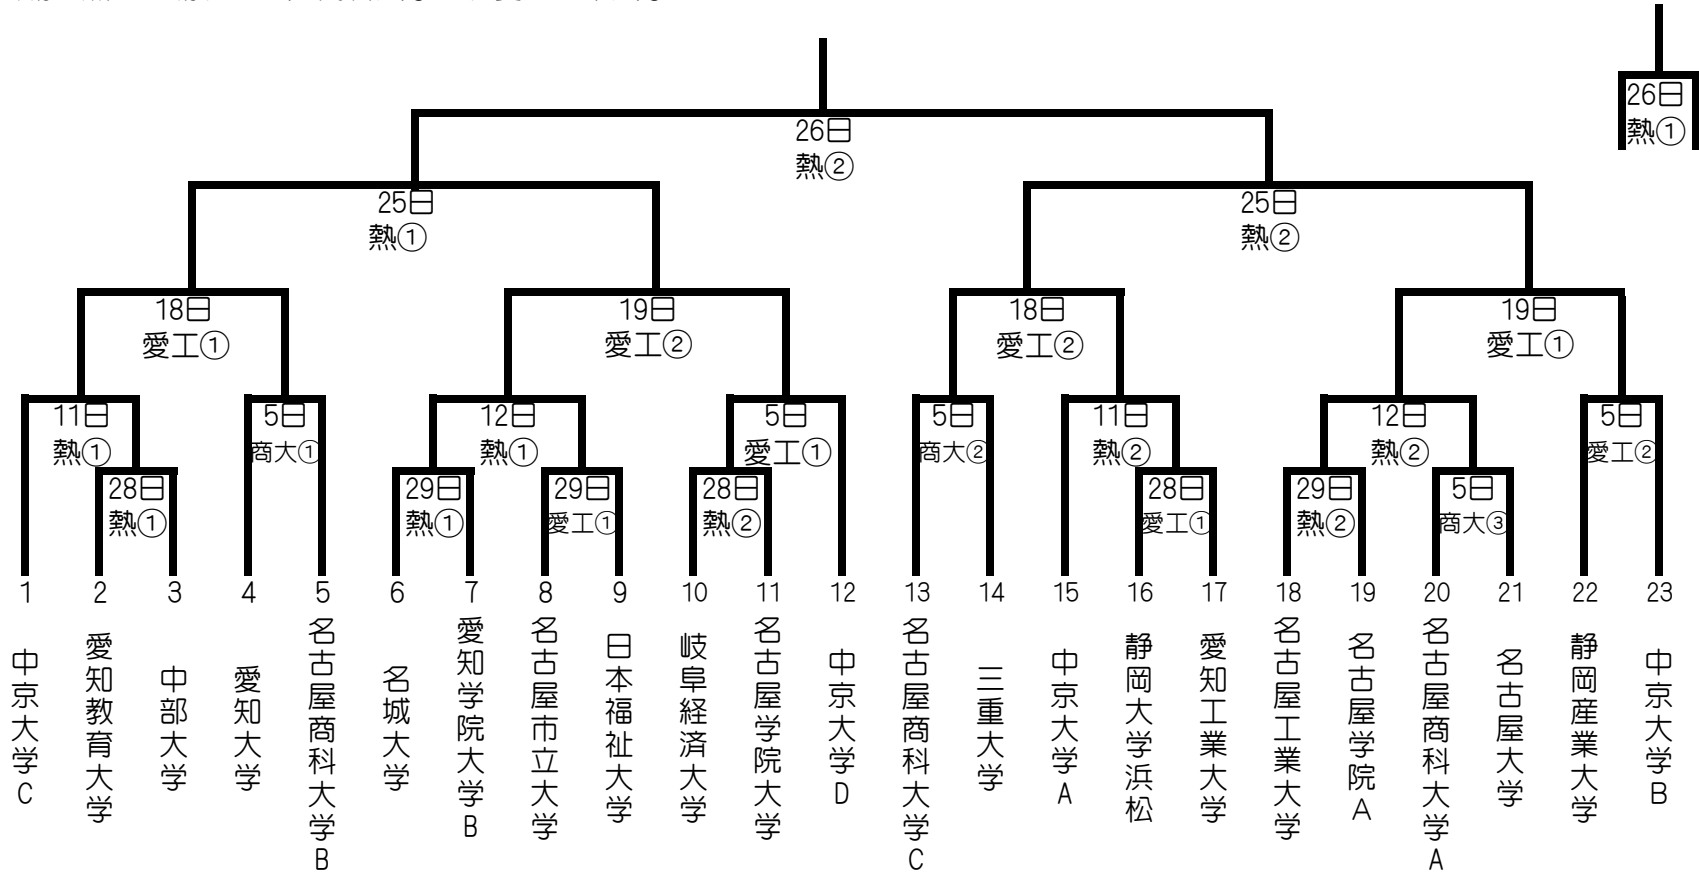 26日
熱①
26日
熱②
25日
熱①
25日
熱②
18日
愛工①
19日
愛工②
18日
愛工②
19日
愛工①
11日
熱①
5日
商大①
12日
熱①
5日
愛工①
5日
商大②
11日
熱②
12日
熱②
5日
愛工②
28日
熱①
29日
熱①
29日
愛工①
28日
熱②
28日
愛工①
29日
熱②
5日
商大③
1 2 3 4 5 6 7 8 9 10 11 12 13 14 15 16 17 18 19 20 21 22 23
中京大学C
愛知教育大学
中部大学
愛知大学
名古屋商科大学B
名城大学
愛知学院大学B
名古屋市立大学
日本福祉大学
岐阜経済大学
名古屋学院大学
中京大学D
名古屋商科大学C
三重大学
中京大学A
静岡大学浜松
愛知工業大学
名古屋工業大学
名古屋学院A
名古屋商科大学A
名古屋大学
静岡産業大学
中京大学B